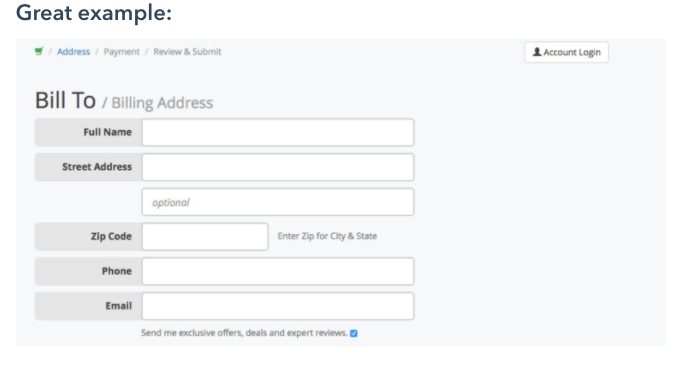 Great example:
/ Address / Payment / Review & Submit
Account Login
Bill To / Billing Address
Full Name
Street Address
optional
Zip Code
Enter Zip for City & State
Phone
Email
Send me exclusive offers, deals and expert reviews.